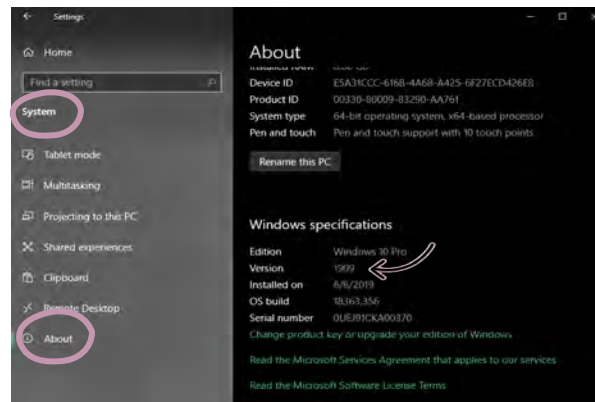 Settings
Home
Find a setting
System
Tablet mode
Multitasking
Projecting to this PC
Shared experiences
Clipboard
Remote Desktop
About
About
Device ID E5A31CCC-616B-4A68-A425-6F27ECD426E8
Product ID 00330-80009-83290-AA761
System type 64-bit operating system, x64-based processor
Pen and touch Pen and touch support with 10 touch points
Rename this PC
Windows specifications
Edition Windows 10 Pro
Version 1909
Installed on 6/6/2019
OS build 18363.356
Serial number
Change product key or upgrade your edition of Windows
Read the Microsoft Services Agreement that applies to our services
Read the Microsoft Software License Terms